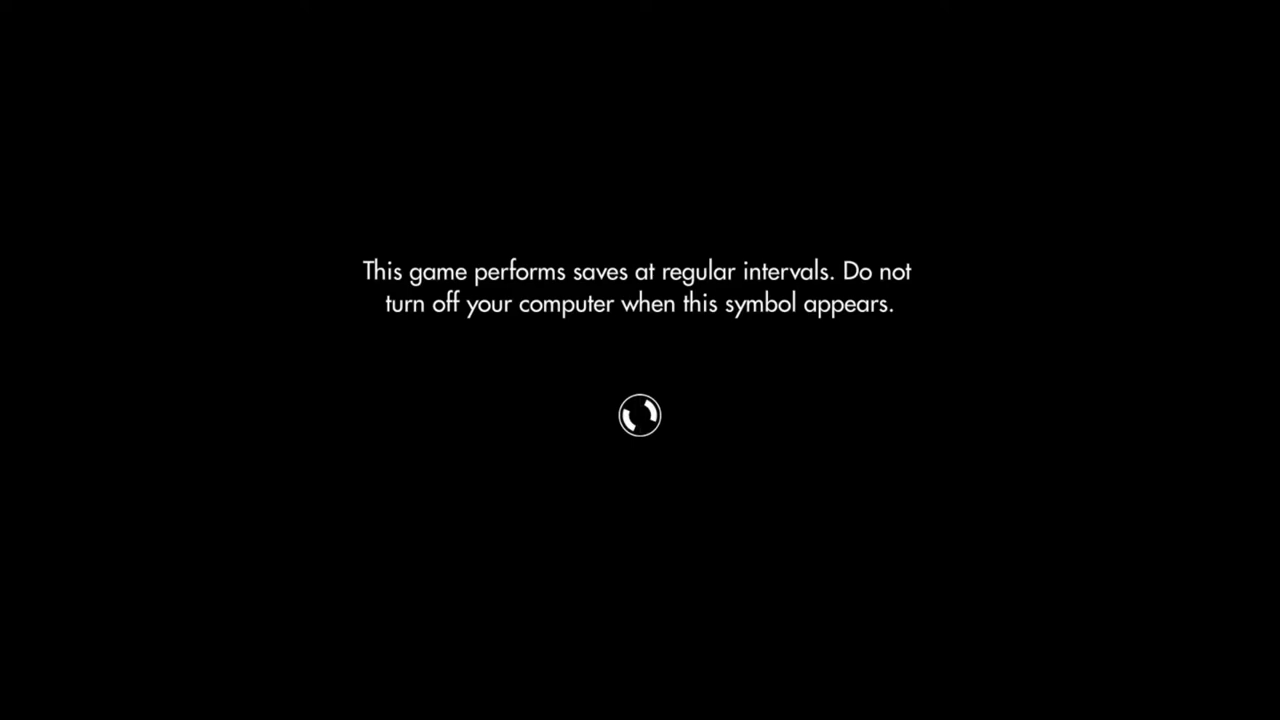 This game performs saves at regular intervals. Do not
turn off your computer when this symbol appears.